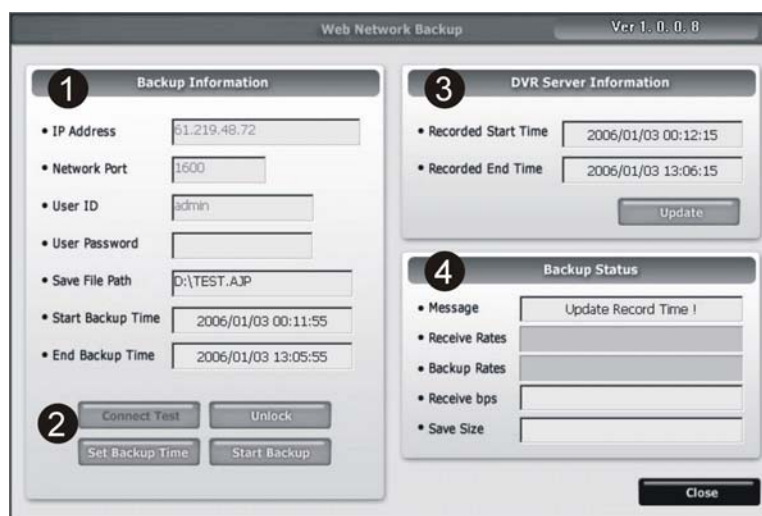 Web Network Backup Ver 1. 0. 0. 8
1 Backup Information
• IP Address 61.219.48.72
• Network Port 1600
• User ID admin
• User Password
• Save File Path D:\TEST.AJP
• Start Backup Time 2006/01/03 00:11:55
• End Backup Time 2006/01/03 13:05:55
2
Connect Test Unlock
Set Backup Time Start Backup
3 DVR Server Information
• Recorded Start Time 2006/01/03 00:12:15
• Recorded End Time 2006/01/03 13:06:15
Update
4 Backup Status
• Message Update Record Time !
• Receive Rates
• Backup Rates
• Receive bps
• Save Size
Close